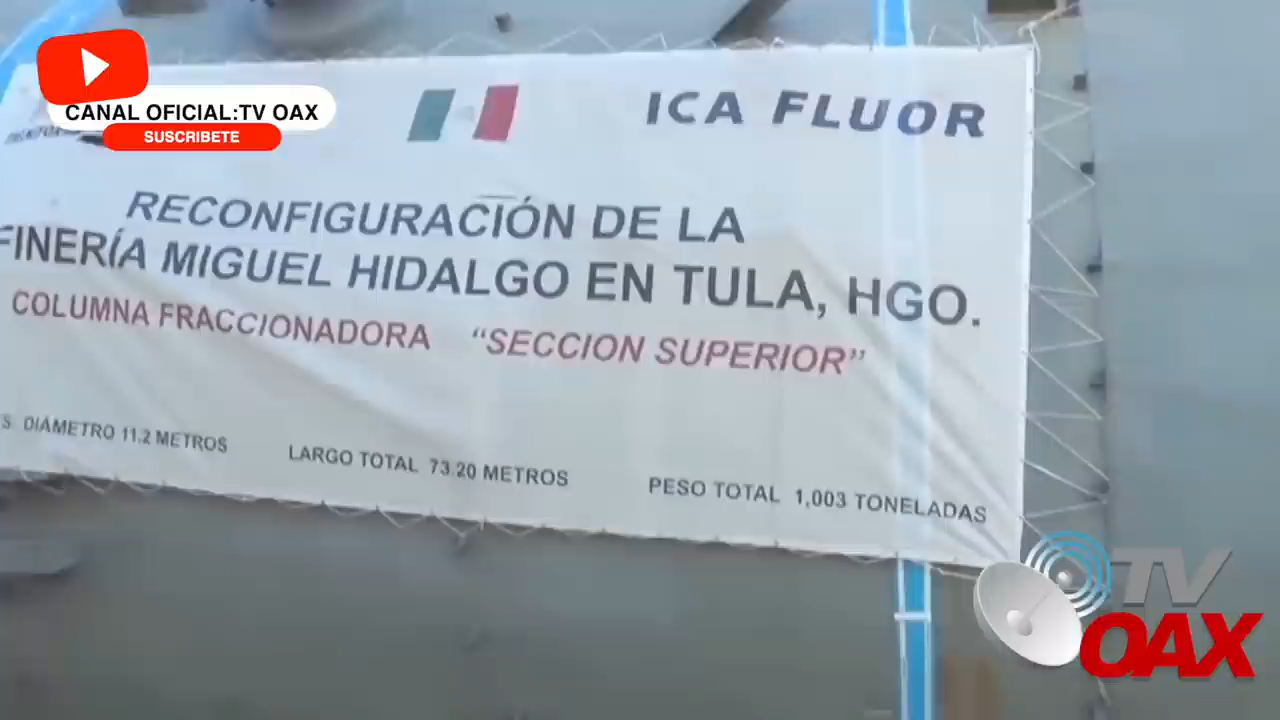 CANAL OFICIAL:TV OAX
SUSCRIBETE
ICA FLUOR
RECONFIGURACIÓN DE LA
FINERÍA MIGUEL HIDALGO EN TULA, HGO.
COLUMNA FRACCIONADORA "SECCION SUPERIOR"
S. DIÁMETRO 11.2 METROS LARGO TOTAL 73.20 METROS PESO TOTAL 1,003 TONELADAS
TV
OAX